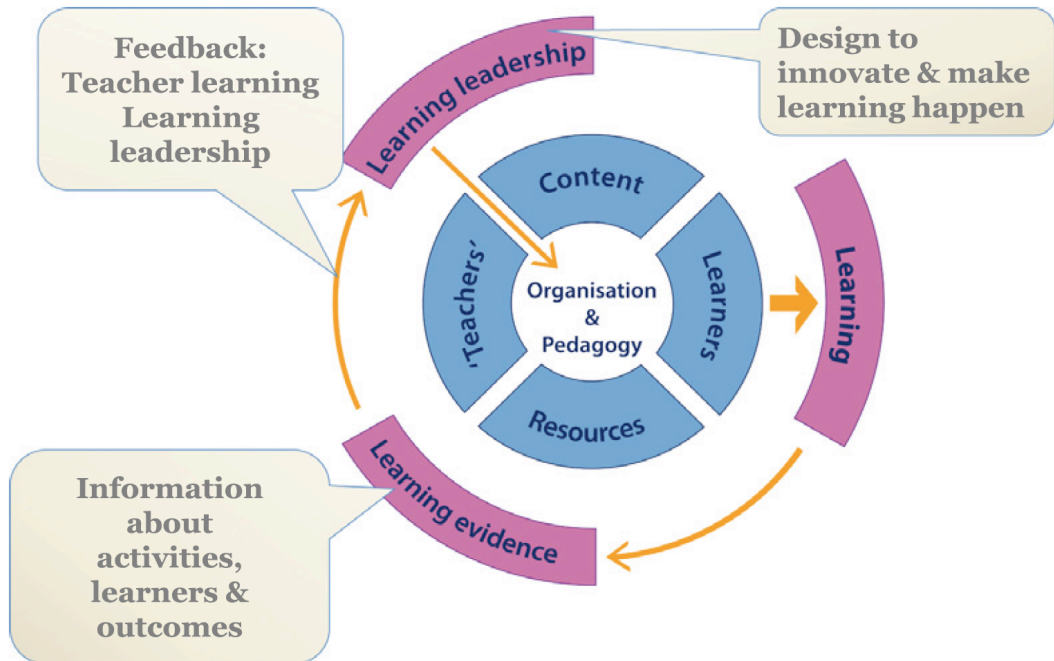 Feedback:
Teacher learning
Learning
leadership
Learning leadership
Design to
innovate & make
learning happen
Content
'Teachers'
Organisation
&
Pedagogy
Learners
Learning
Resources
Learning evidence
Information
about
activities,
learners &
outcomes